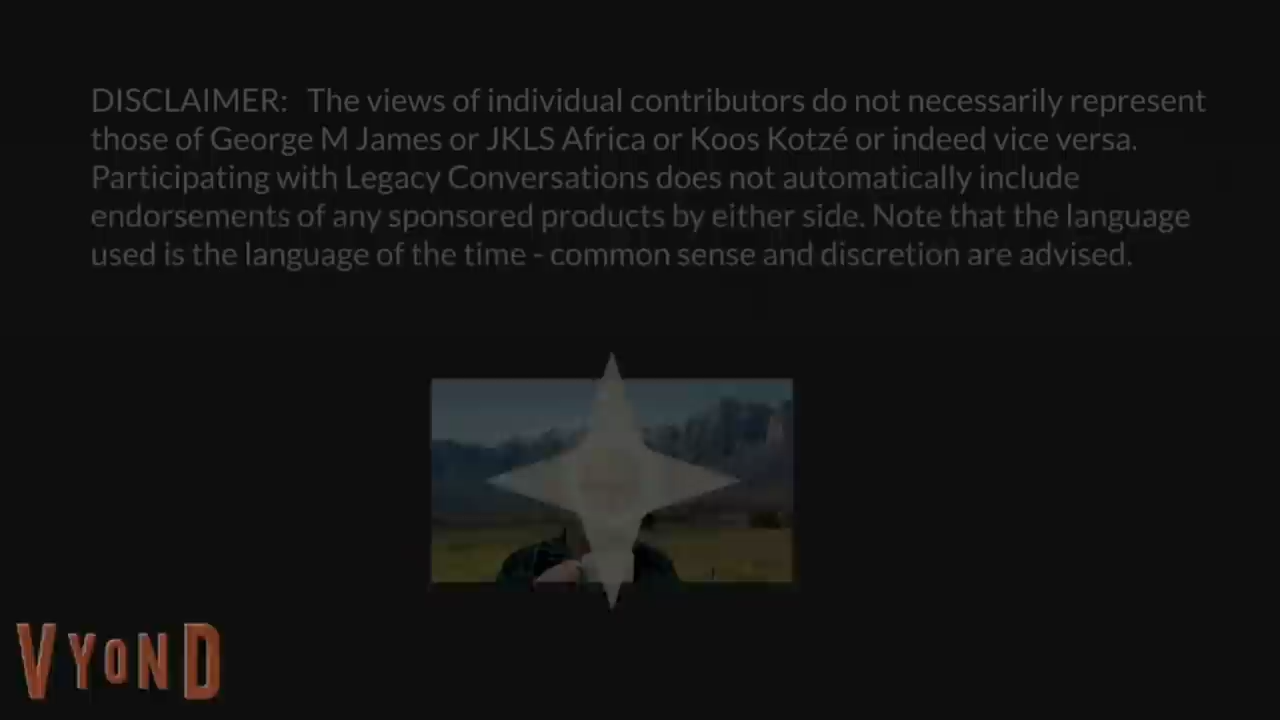 DISCLAIMER: The views of individual contributors do not necessarily represent
those of George M James or JKLS Africa or Koos Kotzé or indeed vice versa.
Participating with Legacy Conversations does not automatically include
endorsements of any sponsored products by either side. Note that the language
used is the language of the time - common sense and discretion are advised.
VYOND